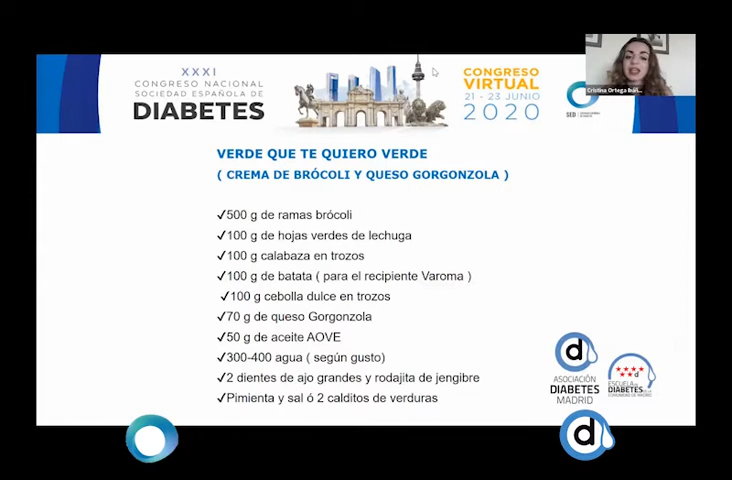 XXXI
CONGRESO NACIONAL
SOCIEDAD ESPAÑOLA DE
DIABETES
CONGRESO
VIRTUAL
21 - 23 JUNIO
2020
SED
VERDE QUE TE QUIERO VERDE
( CREMA DE BRÓCOLI Y QUESO GORGONZOLA )
✓500 g de ramas brócoli
✓100 g de hojas verdes de lechuga
✓100 g calabaza en trozos
✓100 g de batata ( para el recipiente Varoma )
✓100 g cebolla dulce en trozos
✓70 g de queso Gorgonzola
✓50 g de aceite AOVE
✓300-400 agua ( según gusto)
✓2 dientes de ajo grandes y rodajita de jengibre
✓Pimienta y sal ó 2 calditos de verduras
d
ASOCIACIÓN
DIABETES
MADRID
d
ESCUELA DE
DIABETES DE LA
COMUNIDAD DE MADRID
d
Cristina Ortega